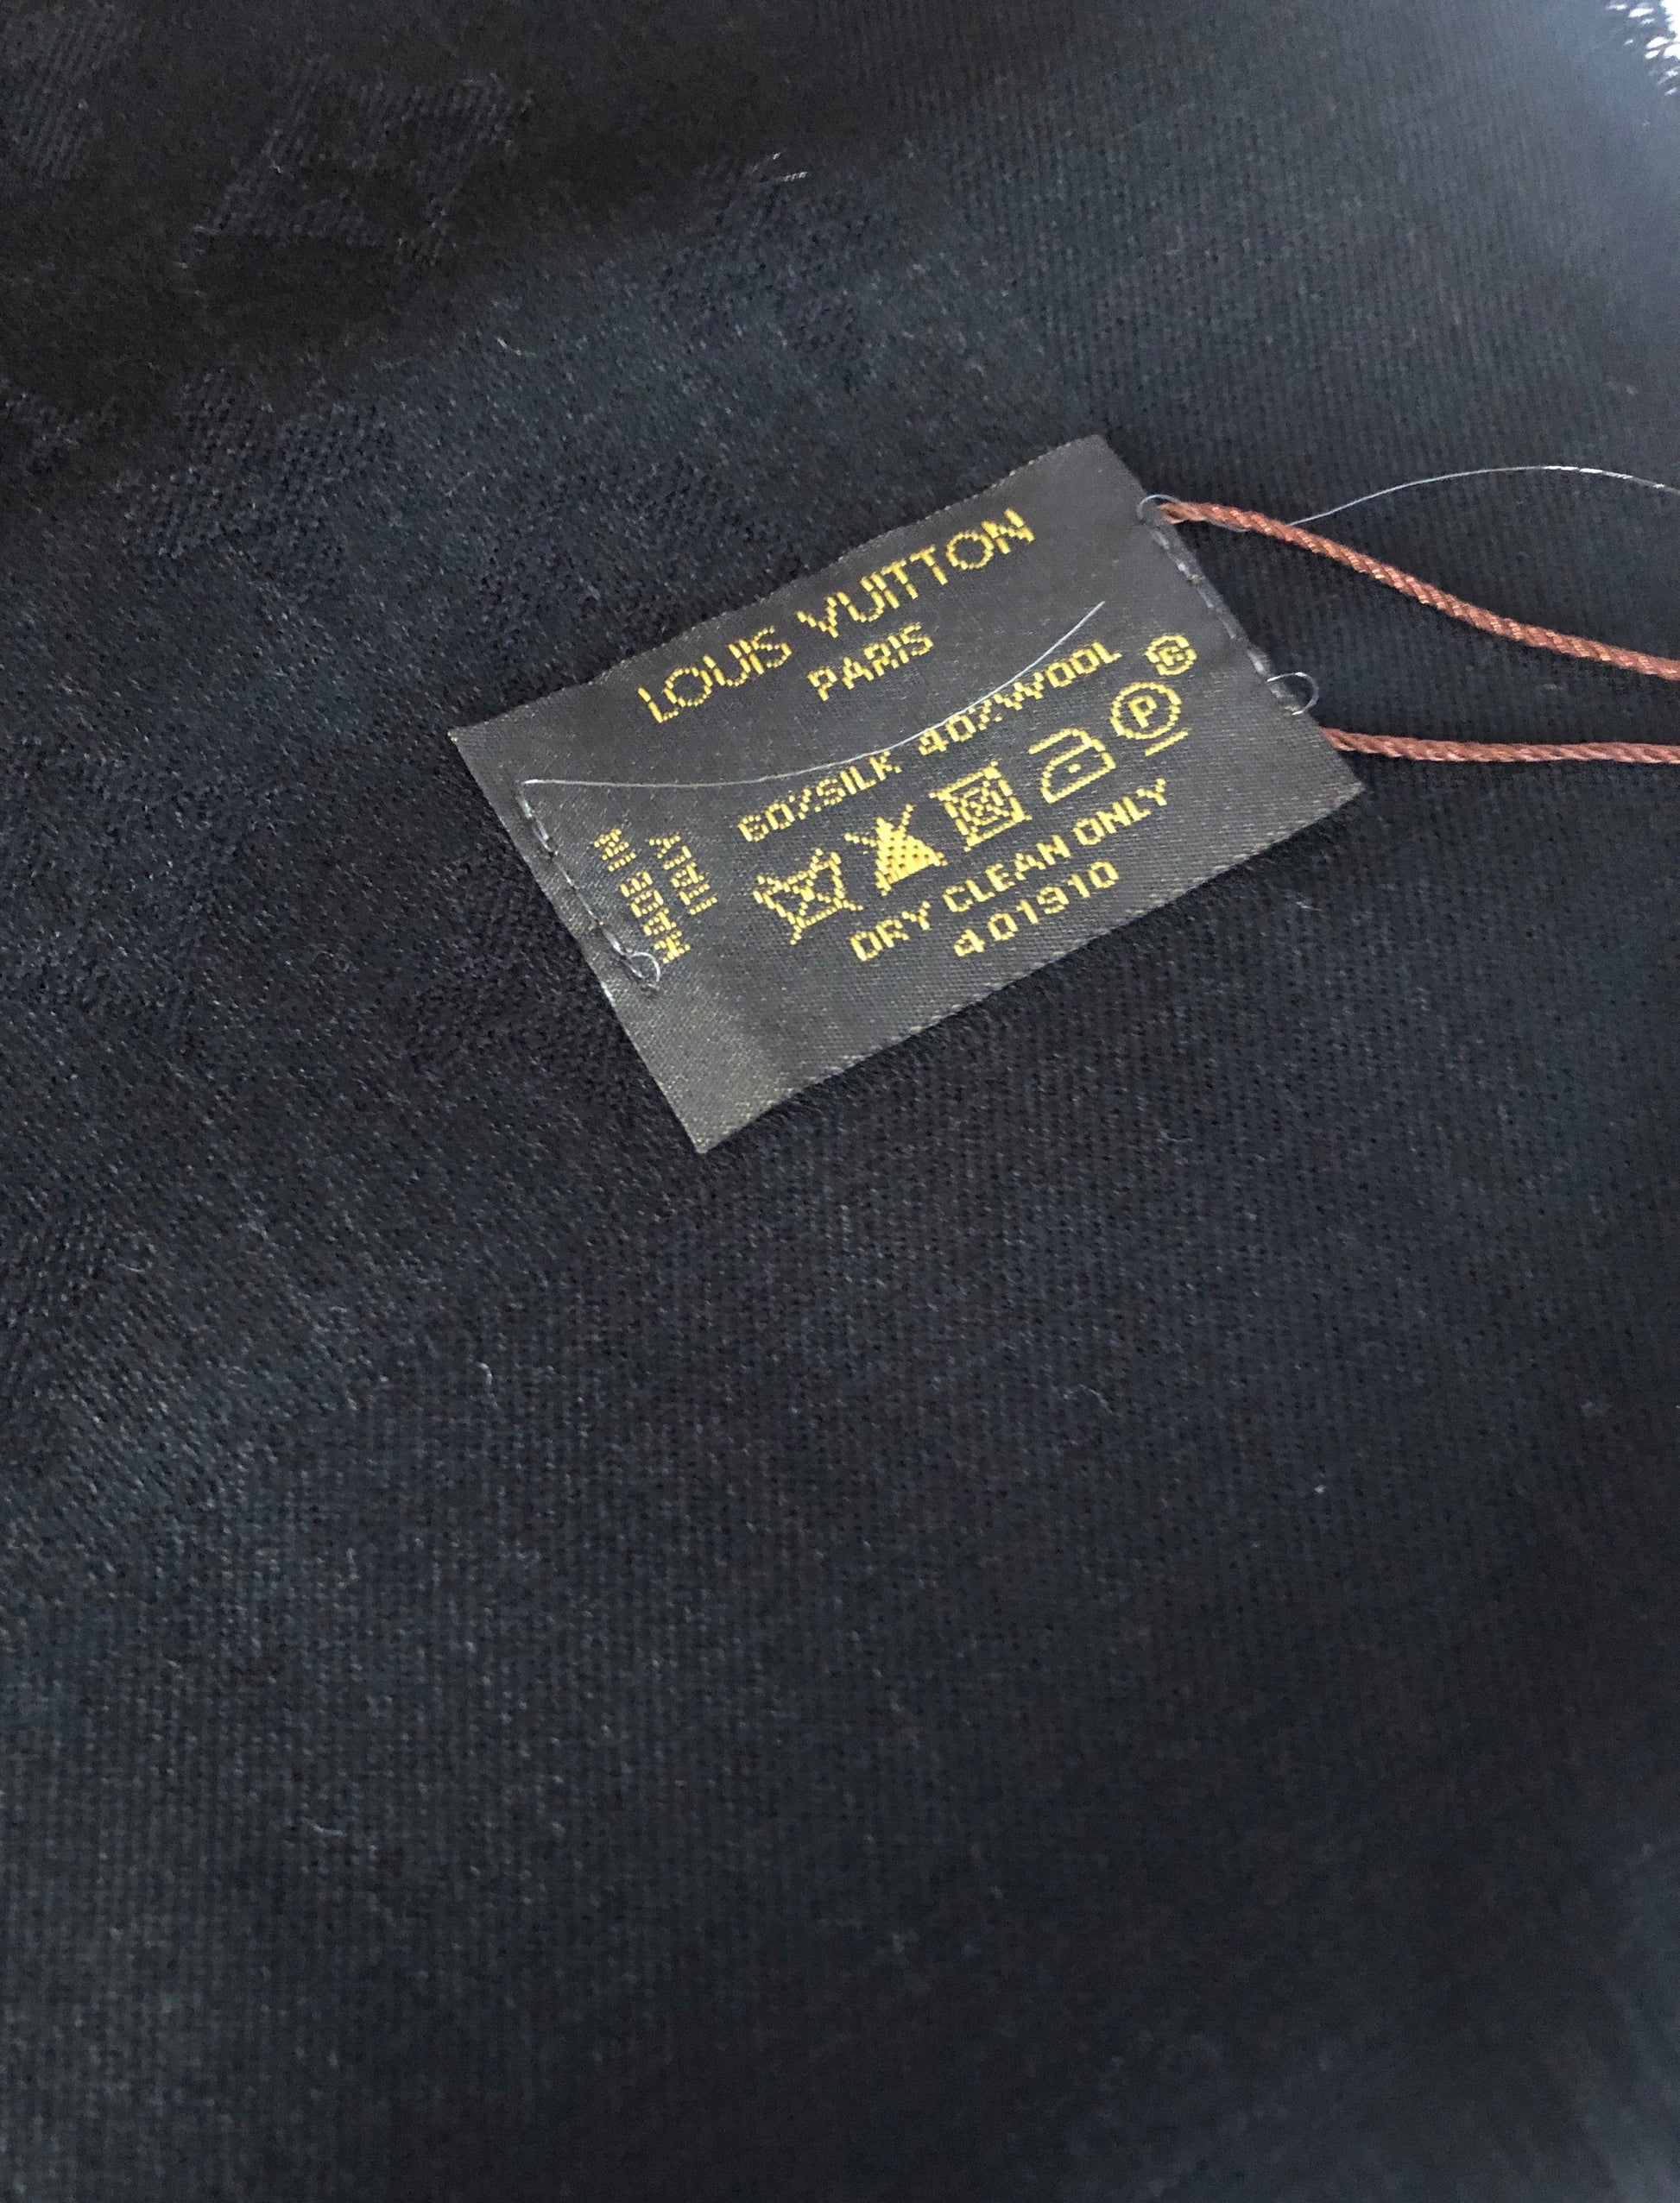 LOUIS VUITTON
PARIS
60%SILK 40%WOOL
©
P
DRY CLEAN ONLY
401910
MADE IN
ITALY